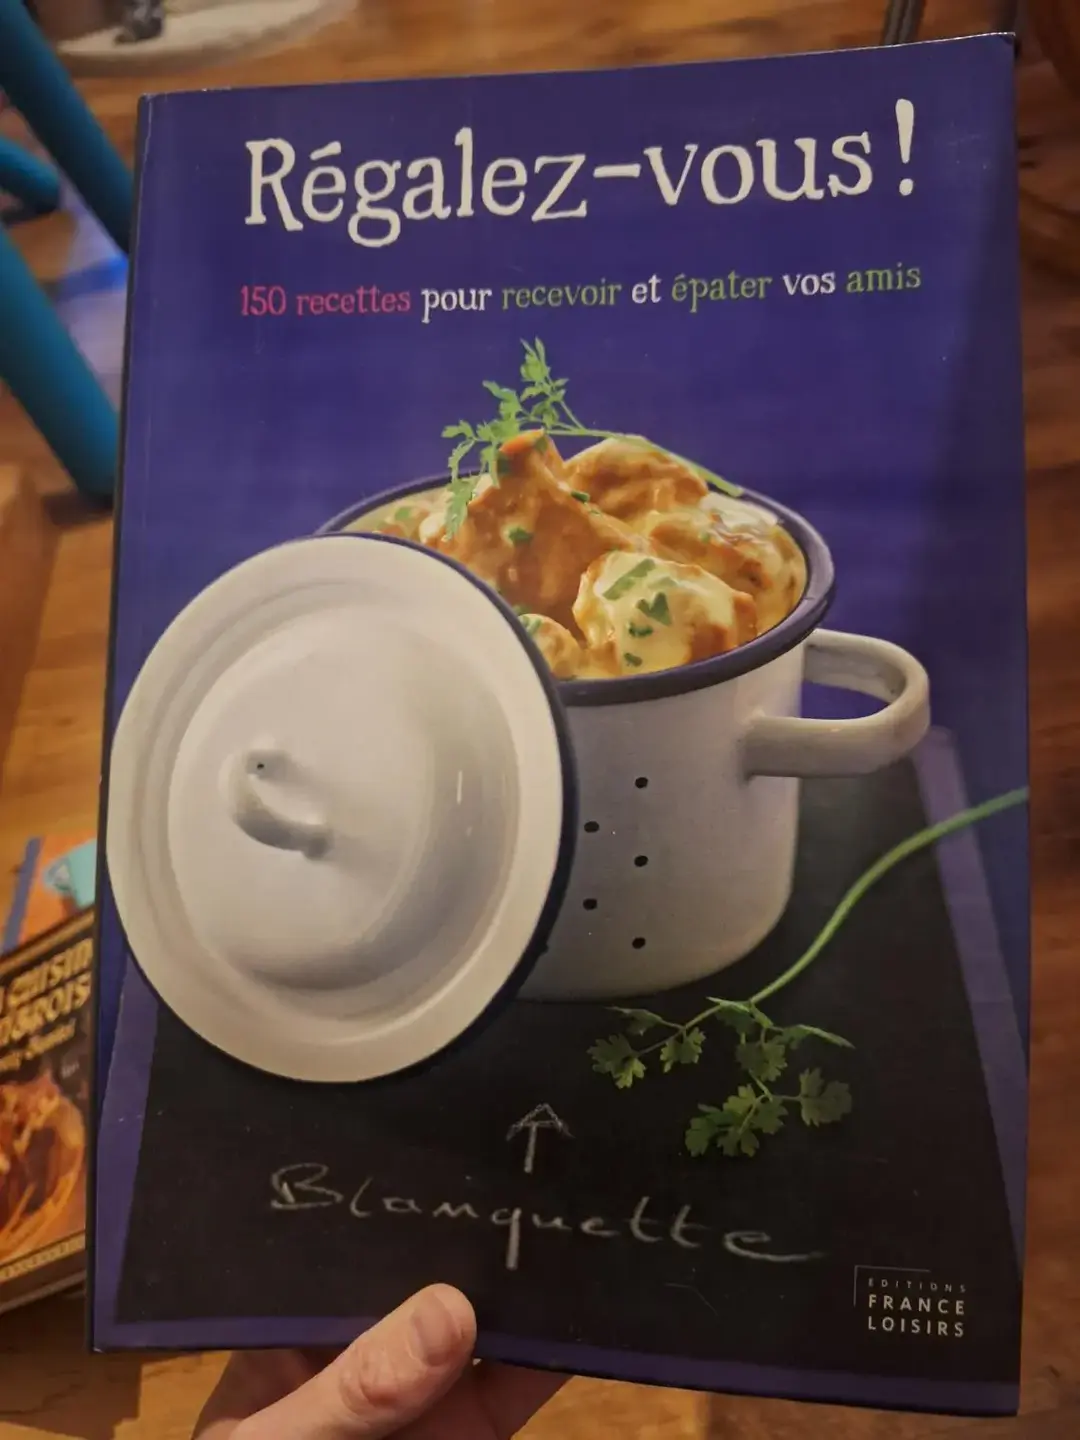 Régalez-vous !
150 recettes pour recevoir et épater vos amis
Blanquette
EDITIONS
FRANCE
LOISIRS